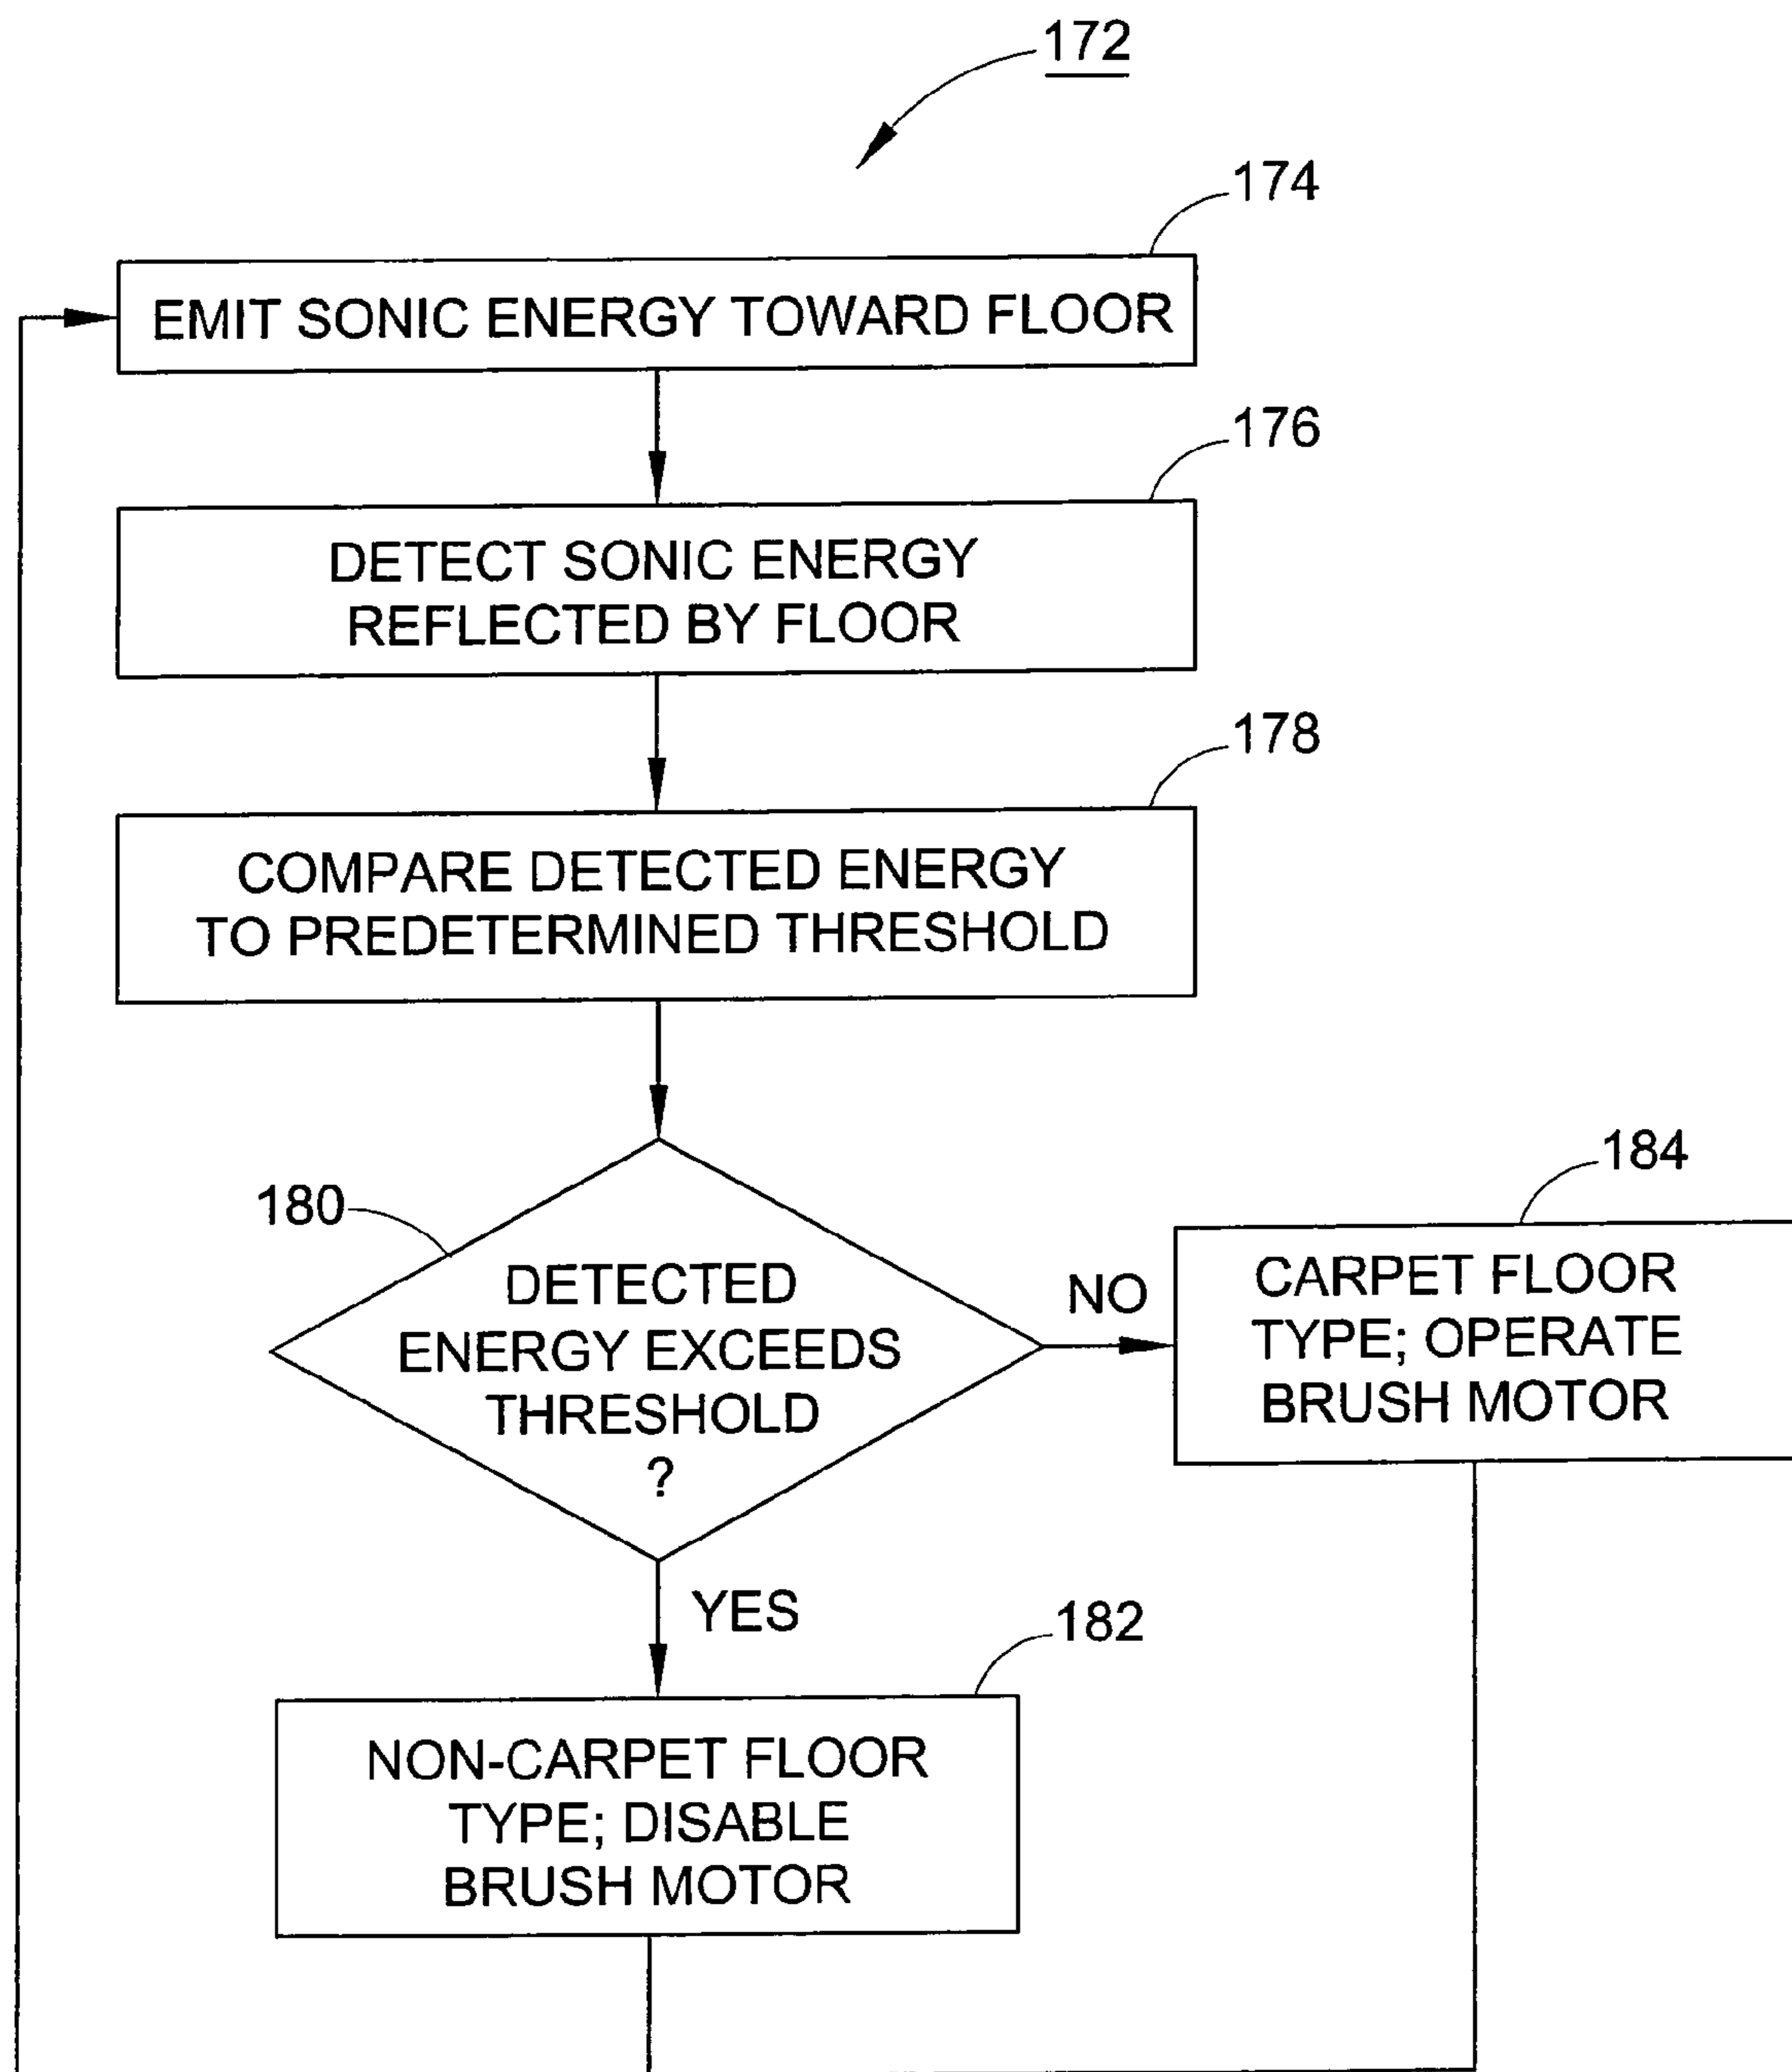 172
174
EMIT SONIC ENERGY TOWARD FLOOR
176
DETECT SONIC ENERGY
REFLECTED BY FLOOR
178
COMPARE DETECTED ENERGY
TO PREDETERMINED THRESHOLD
180
DETECTED
ENERGY EXCEEDS
THRESHOLD
?
NO
184
CARPET FLOOR
TYPE; OPERATE
BRUSH MOTOR
YES
182
NON-CARPET FLOOR
TYPE; DISABLE
BRUSH MOTOR